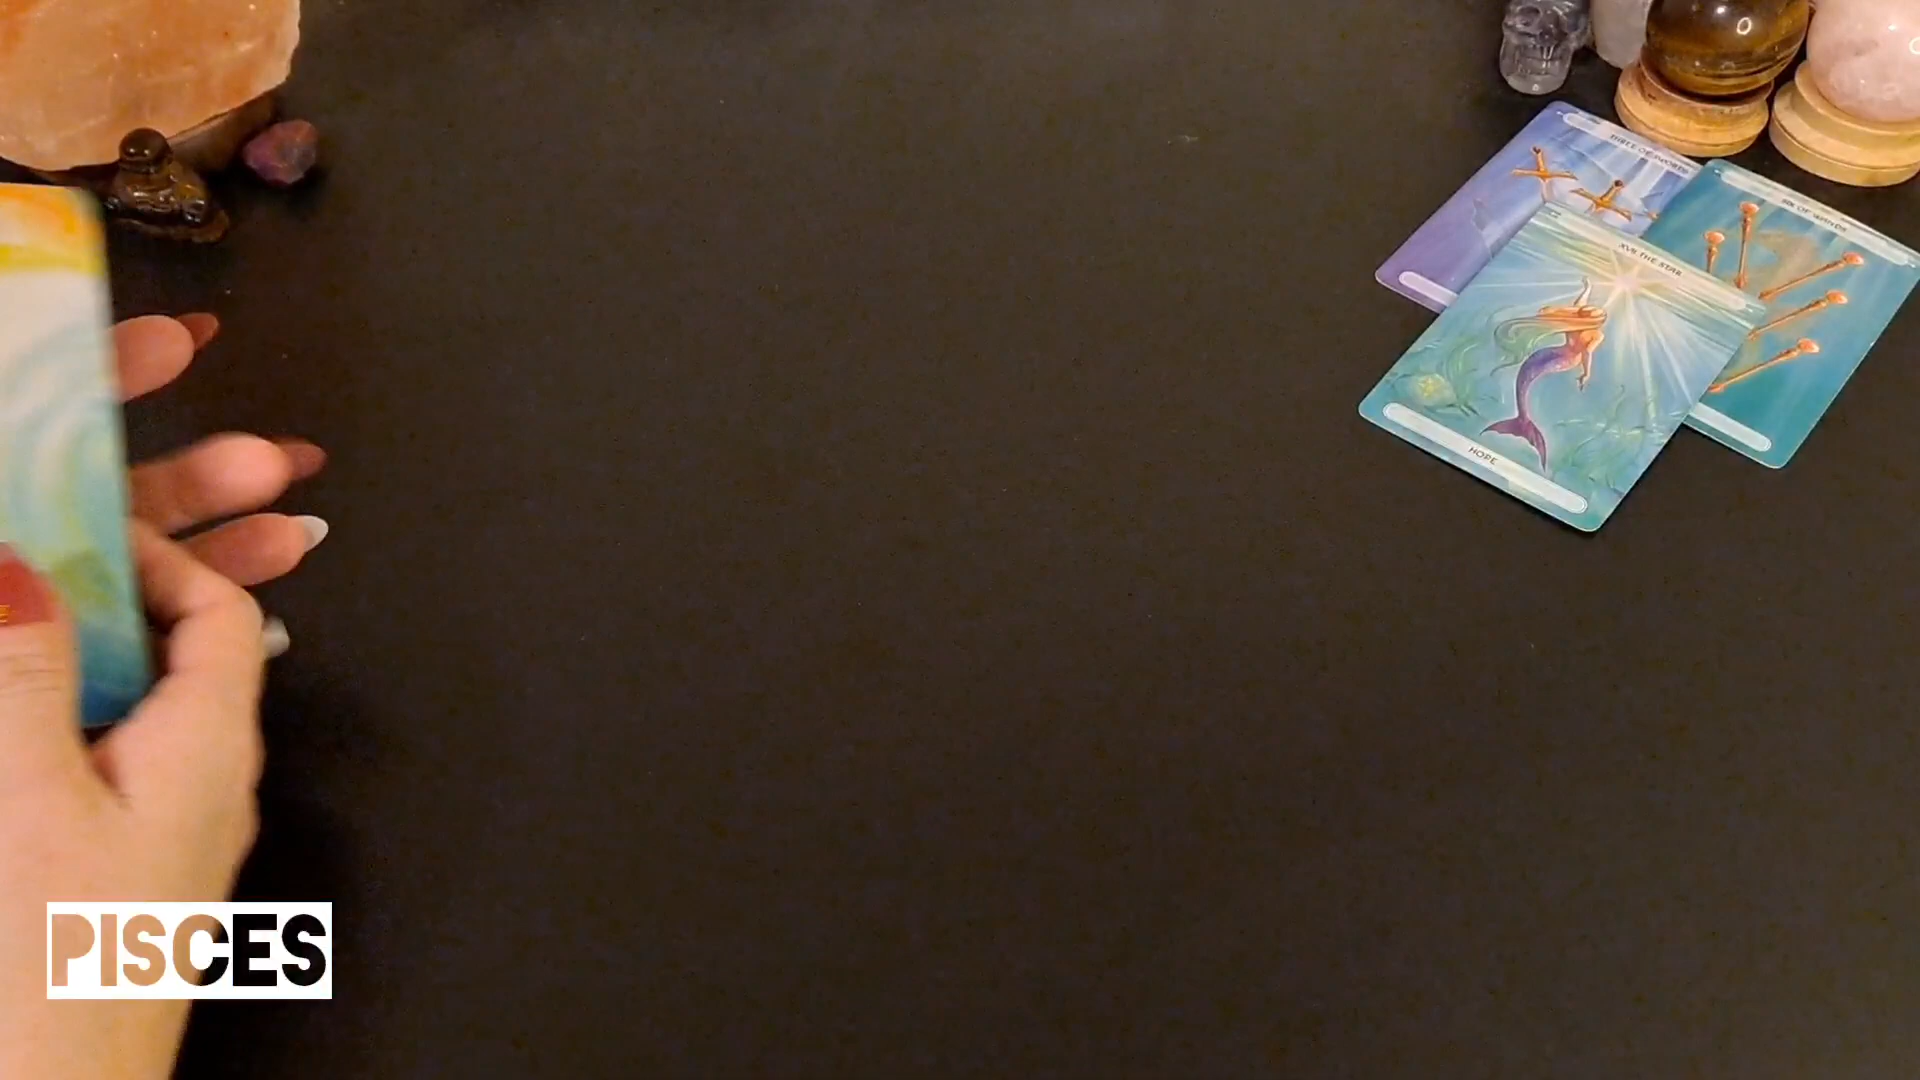 THREE OF SWORDS
SIX OF WANDS
XVII THE STAR
HOPE
PISCES